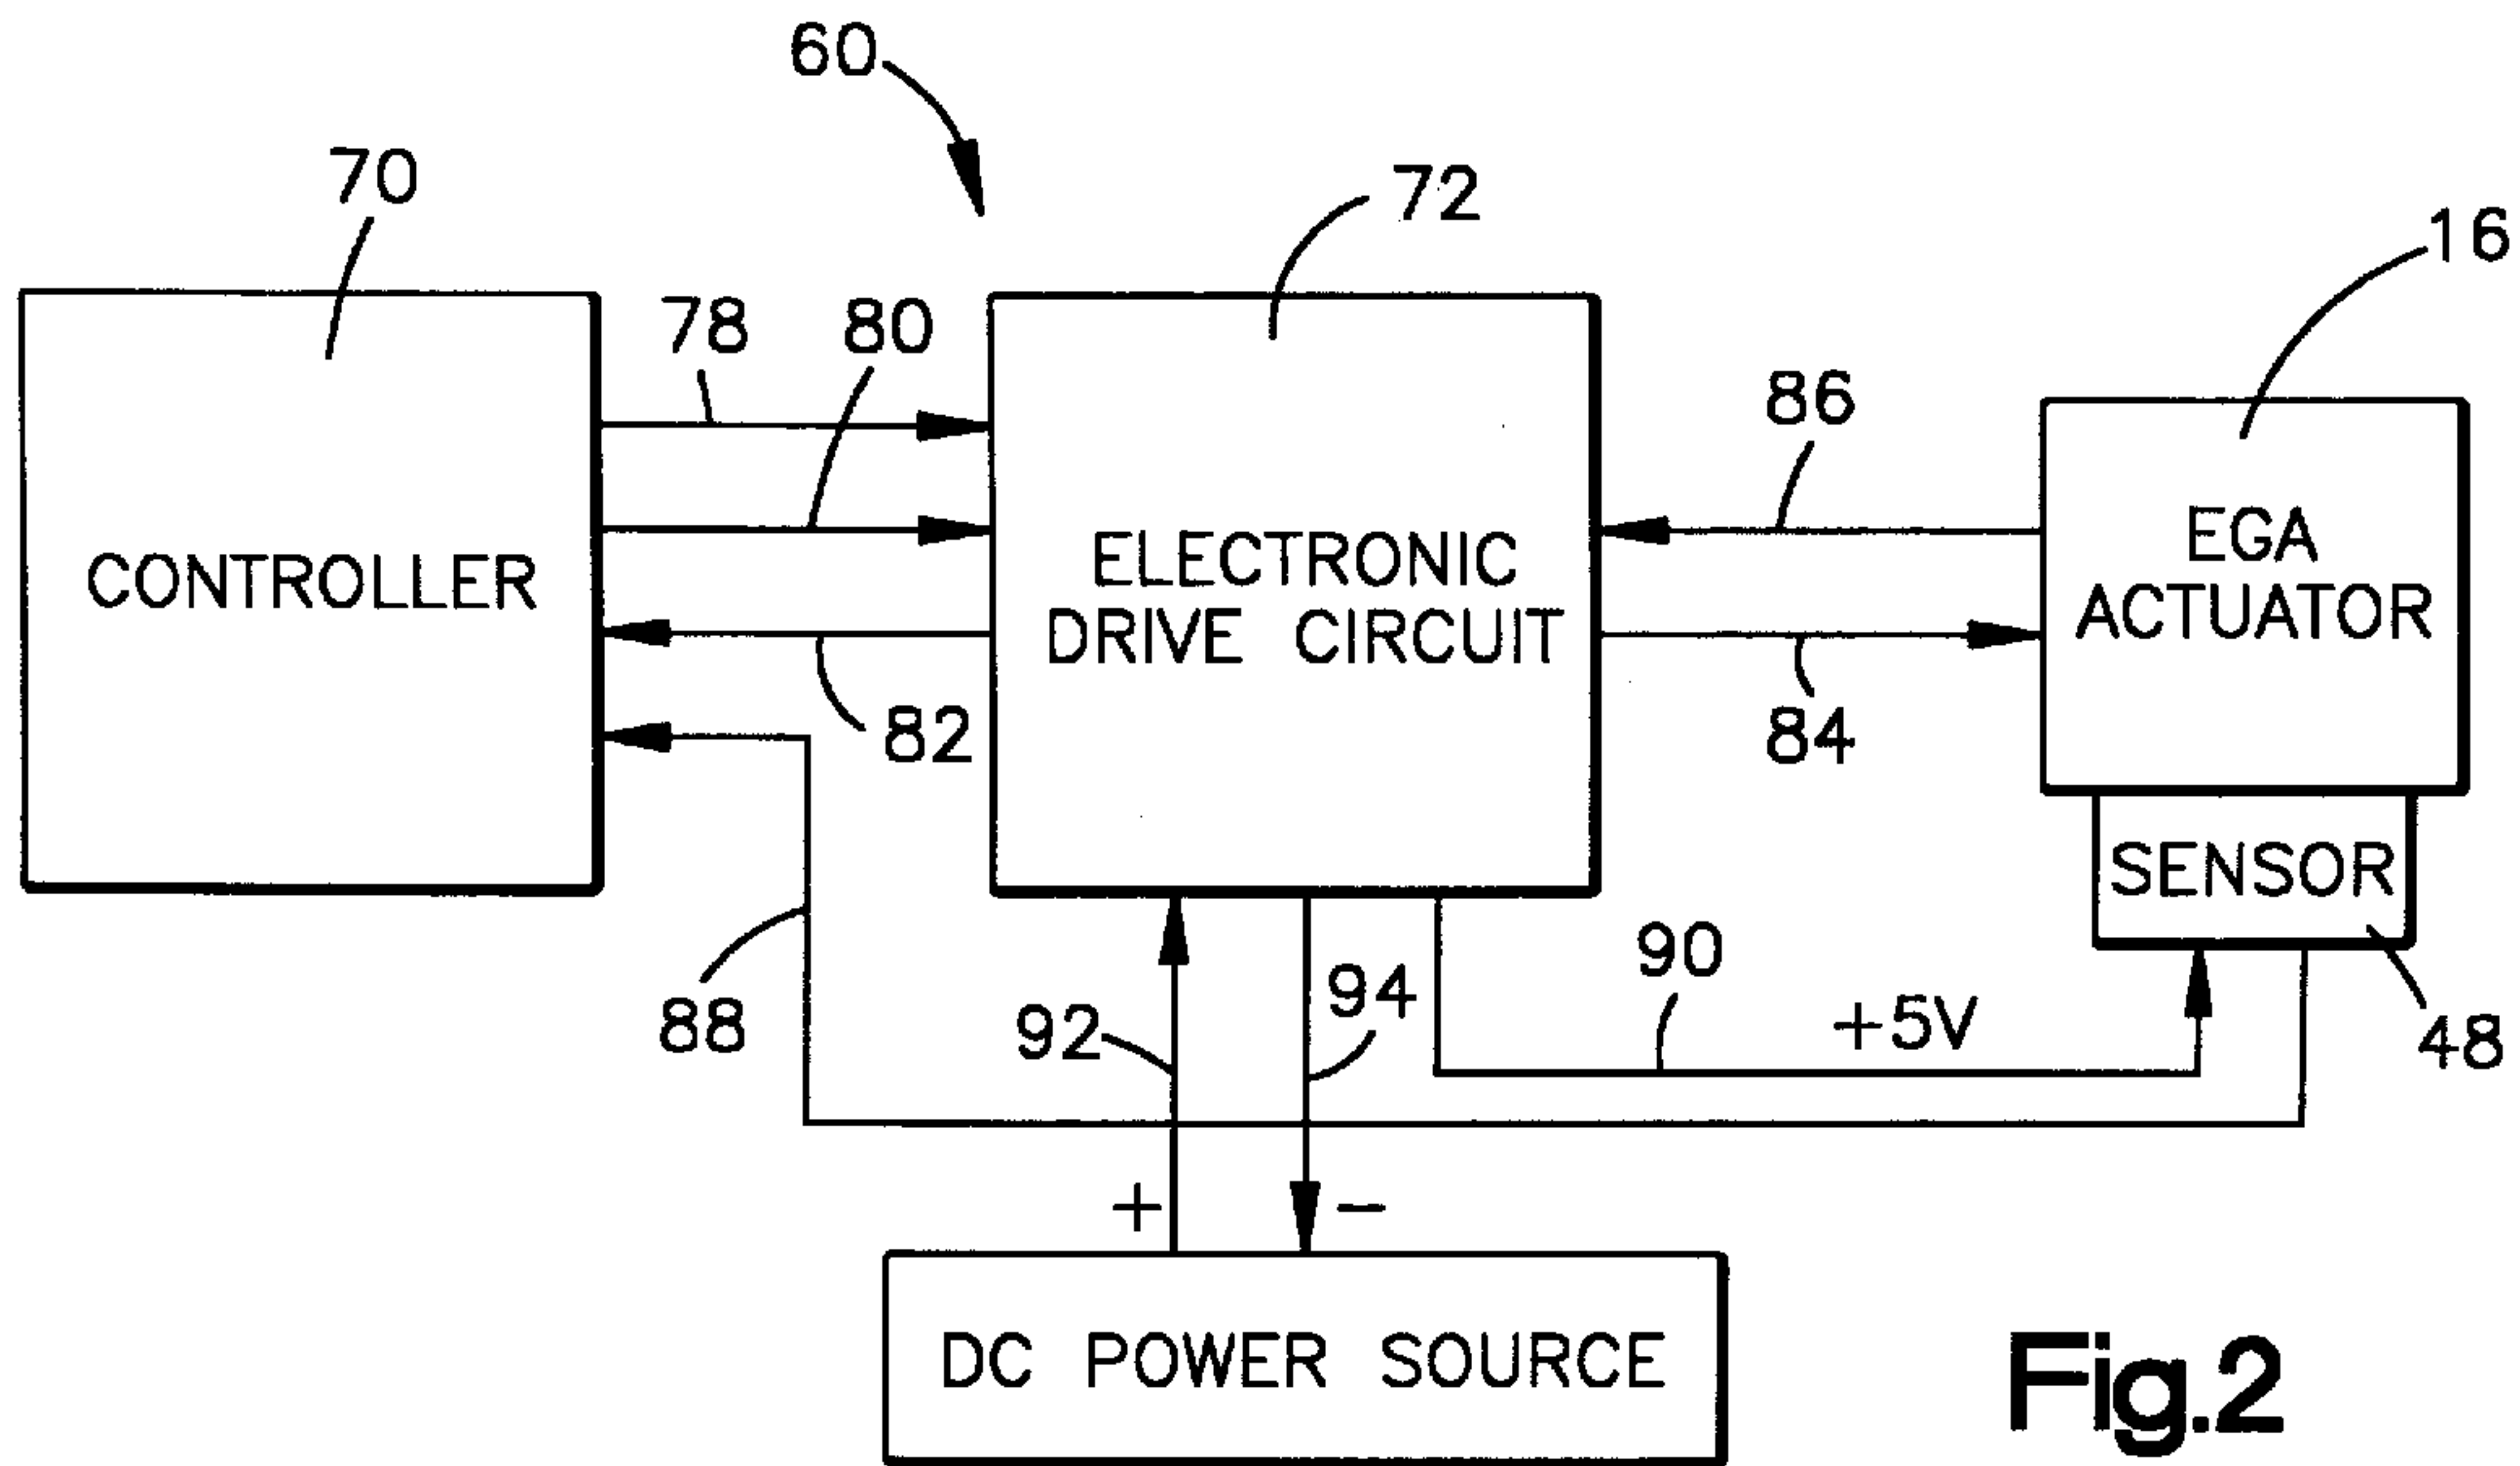 60
70
72
16
78
80
86
CONTROLLER
ELECTRONIC
DRIVE CIRCUIT
EGA
ACTUATOR
82
84
SENSOR
88
92
94
90
+5V
48
+
-
DC POWER SOURCE
Fig.2